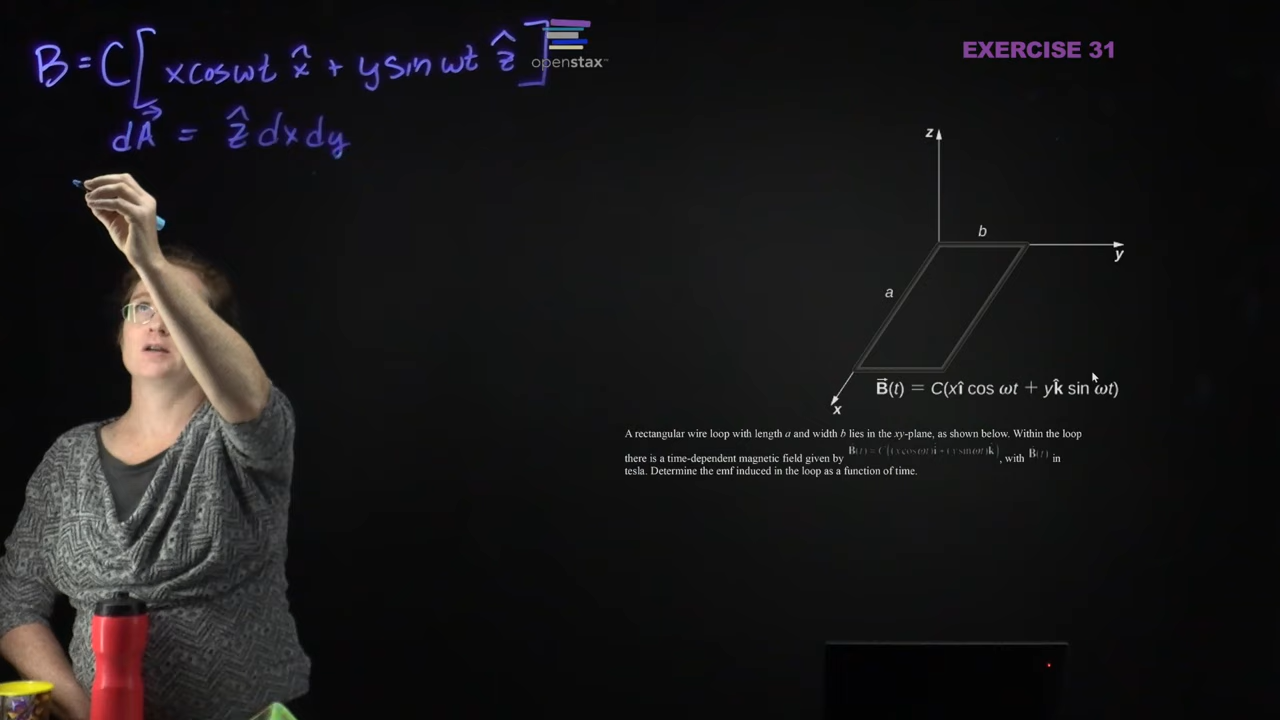 B = C[ x cos ωt x̂ + y sin ωt ẑ ]
openstax™
EXERCISE 31
dA⃗ = ẑ dx dy
z
b
y
a
B⃗(t) = C(xî cos ωt + yk̂ sin ωt)
x
A rectangular wire loop with length a and width b lies in the xy-plane, as shown below. Within the loop
there is a time-dependent magnetic field given by , with B⃗(t) in
tesla. Determine the emf induced in the loop as a function of time.